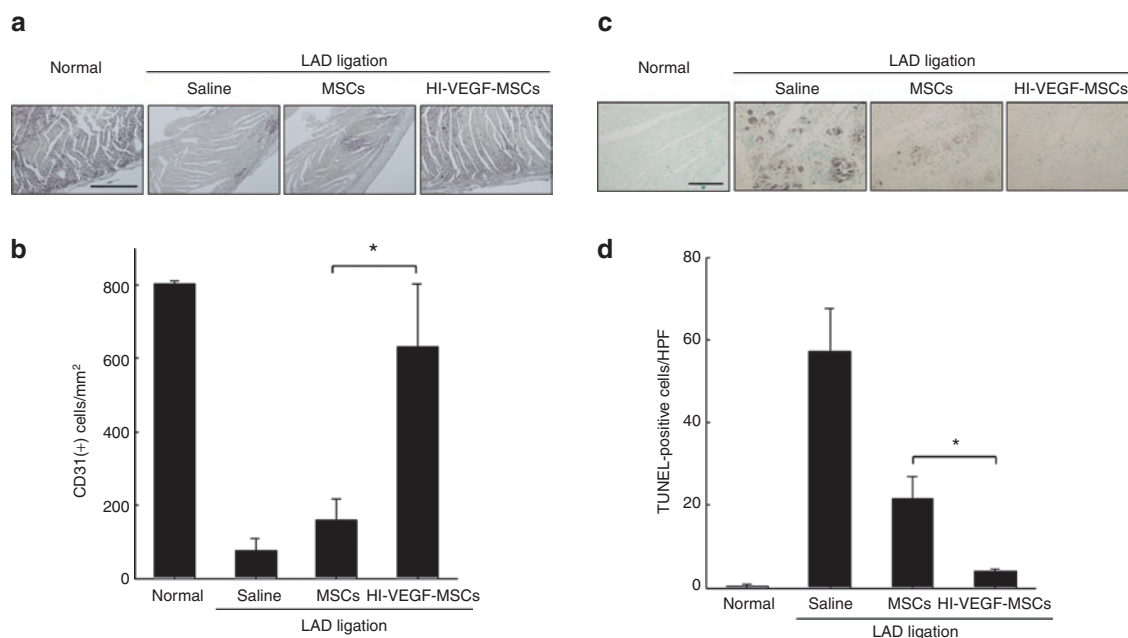 a
Normal
LAD ligation
Saline MSCs HI-VEGF-MSCs
b
CD31(+) cells/mm²
800
600
400
200
0
*
Normal Saline MSCs HI-VEGF-MSCs
LAD ligation
c
Normal
LAD ligation
Saline MSCs HI-VEGF-MSCs
d
TUNEL-positive cells/HPF
80
60
40
20
0
*
Normal Saline MSCs HI-VEGF-MSCs
LAD ligation